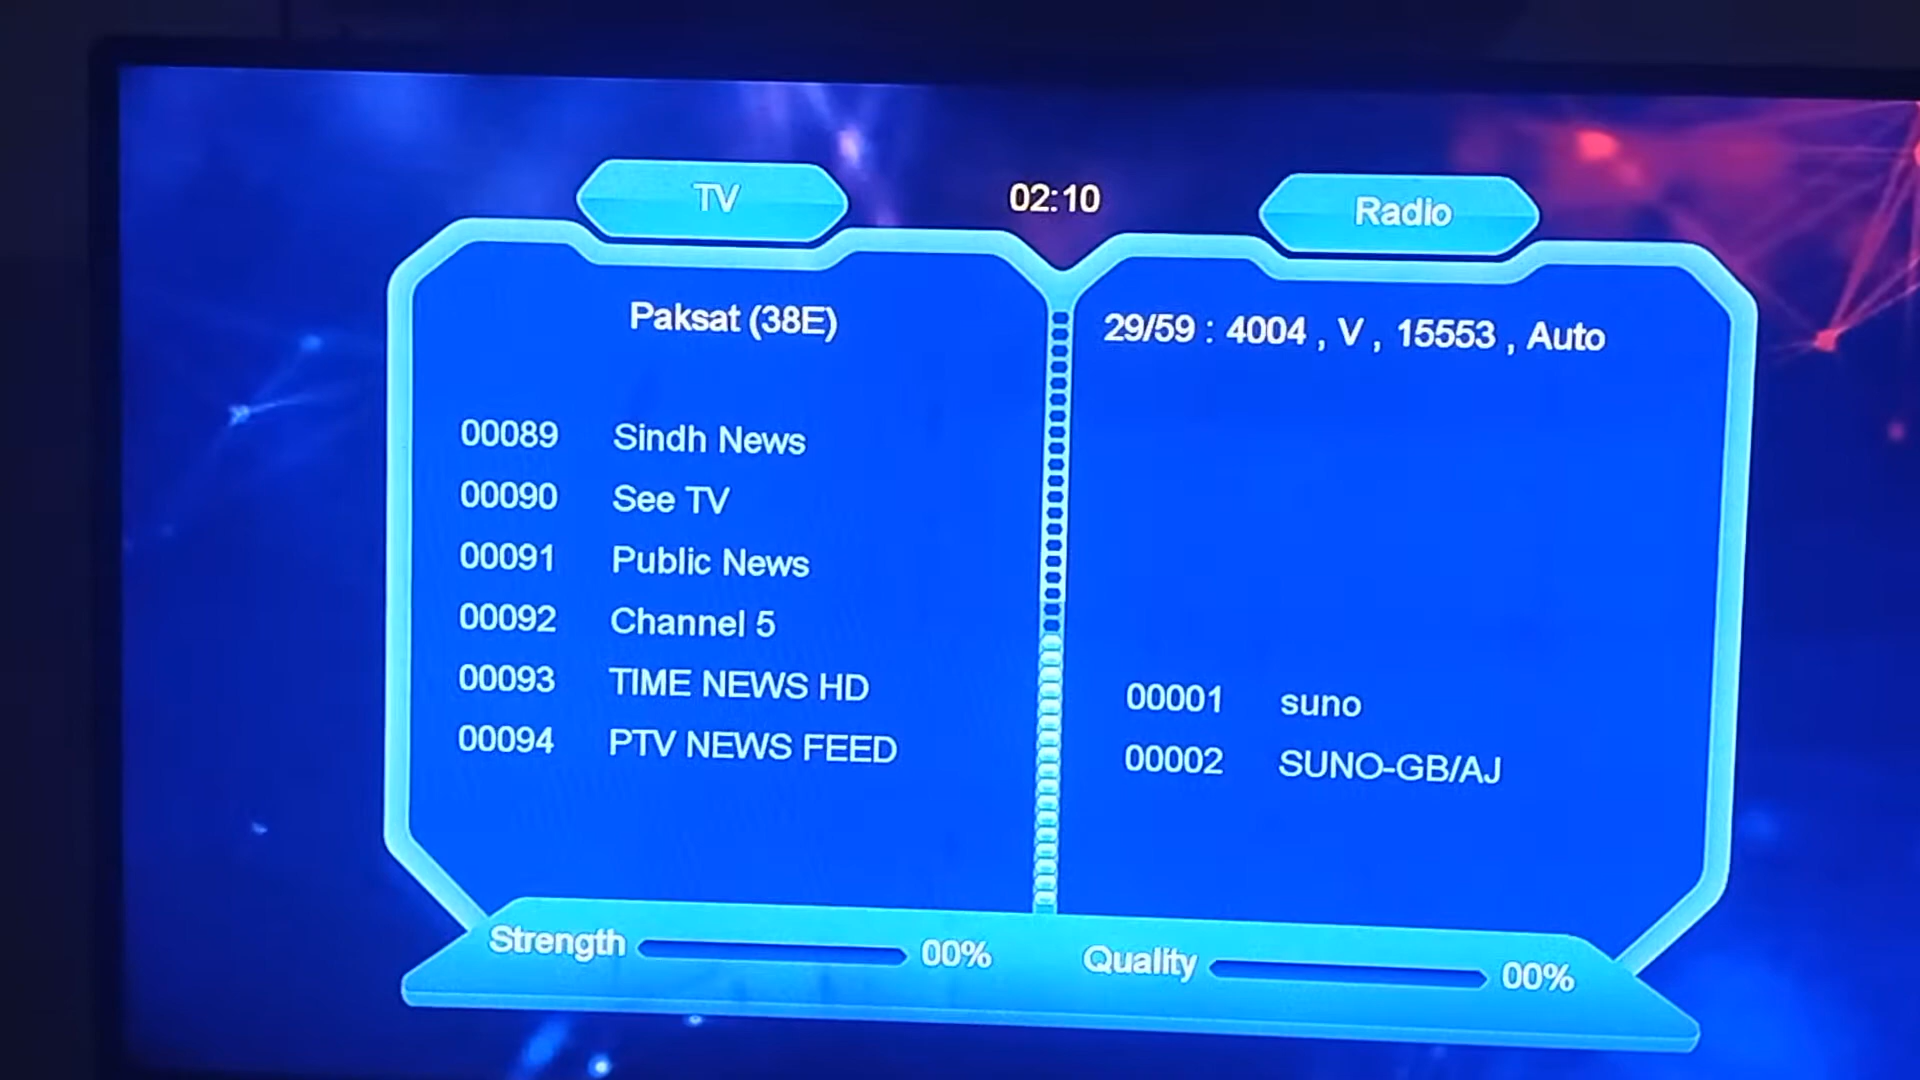 TV
02:10
Radio
Paksat (38E)
29/59 : 4004 , V , 15553 , Auto
00089 Sindh News
00090 See TV
00091 Public News
00092 Channel 5
00093 TIME NEWS HD
00094 PTV NEWS FEED
00001 suno
00002 SUNO-GB/AJ
Strength 00%
Quality 00%